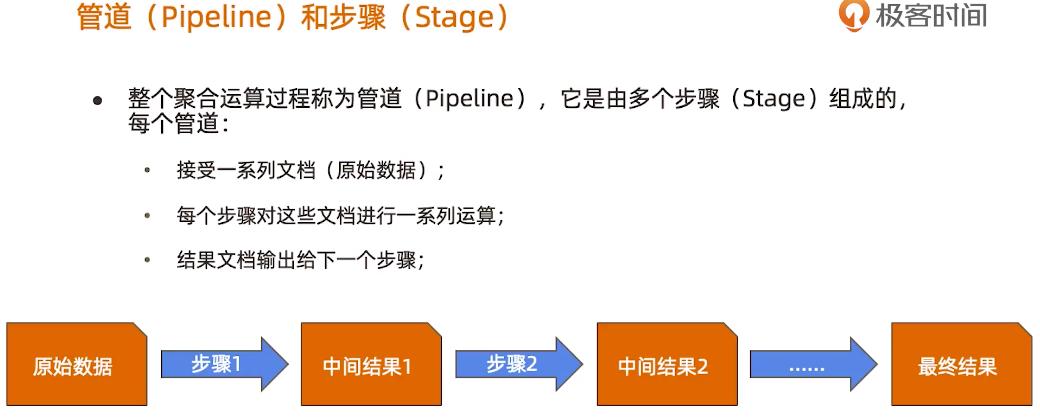 管道（Pipeline）和步骤（Stage）
极客时间
整个聚合运算过程称为管道（Pipeline），它是由多个步骤（Stage）组成的，
每个管道：
接受一系列文档（原始数据）；
每个步骤对这些文档进行一系列运算；
结果文档输出给下一个步骤；
原始数据
步骤1
中间结果1
步骤2
中间结果2
......
最终结果